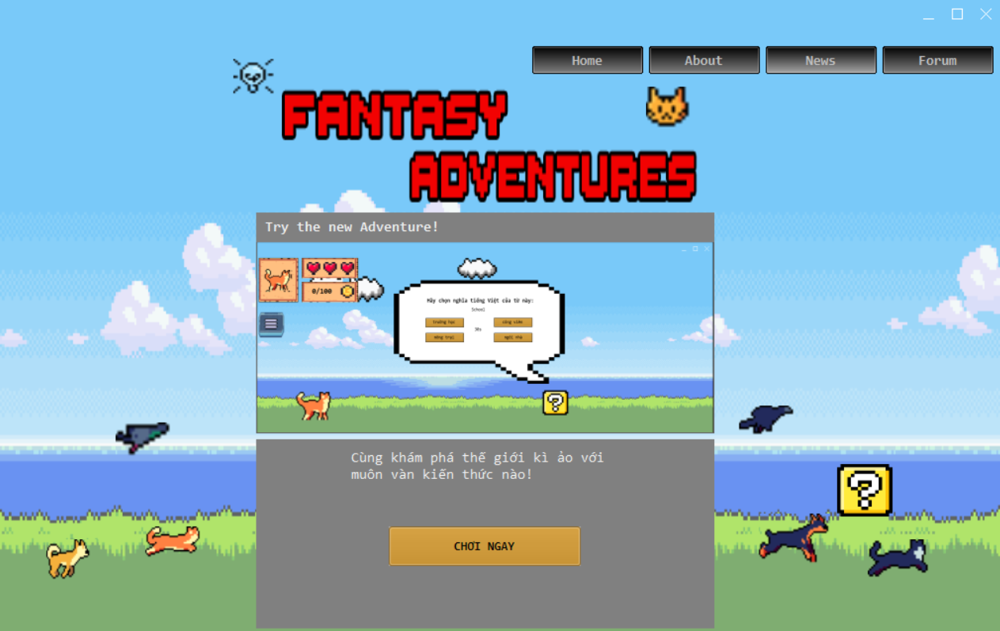 Home About News Forum
FANTASY
ADVENTURES
Try the new Adventure!
0/100
Hãy chọn nghĩa tiếng Việt của từ này:
School
trường học
công viên
30s
nông trại
ngôi nhà
Cùng khám phá thế giới kì ảo với
muôn vàn kiến thức nào!
CHƠI NGAY